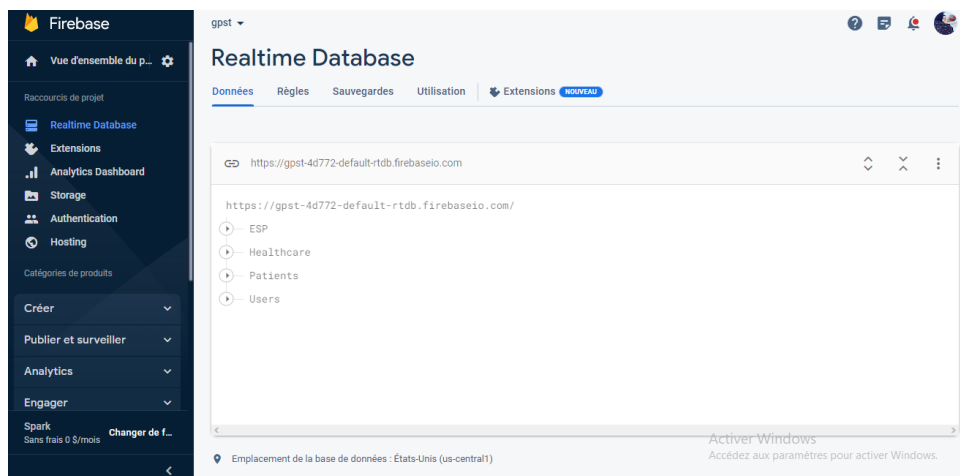 Firebase
Vue d'ensemble du p...
Raccourcis de projet
Realtime Database
Extensions
Analytics Dashboard
Storage
Authentication
Hosting
Catégories de produits
Créer
Publier et surveiller
Analytics
Engager
Spark
Sans frais 0 $/mois
Changer de f...
gpst
Realtime Database
Données Règles Sauvegardes Utilisation Extensions NOUVEAU
https://gpst-4d772-default-rtdb.firebaseio.com
https://gpst-4d772-default-rtdb.firebaseio.com/
ESP
Healthcare
Patients
Users
Activer Windows
Accédez aux paramètres pour activer Windows.
Emplacement de la base de données : États-Unis (us-central1)